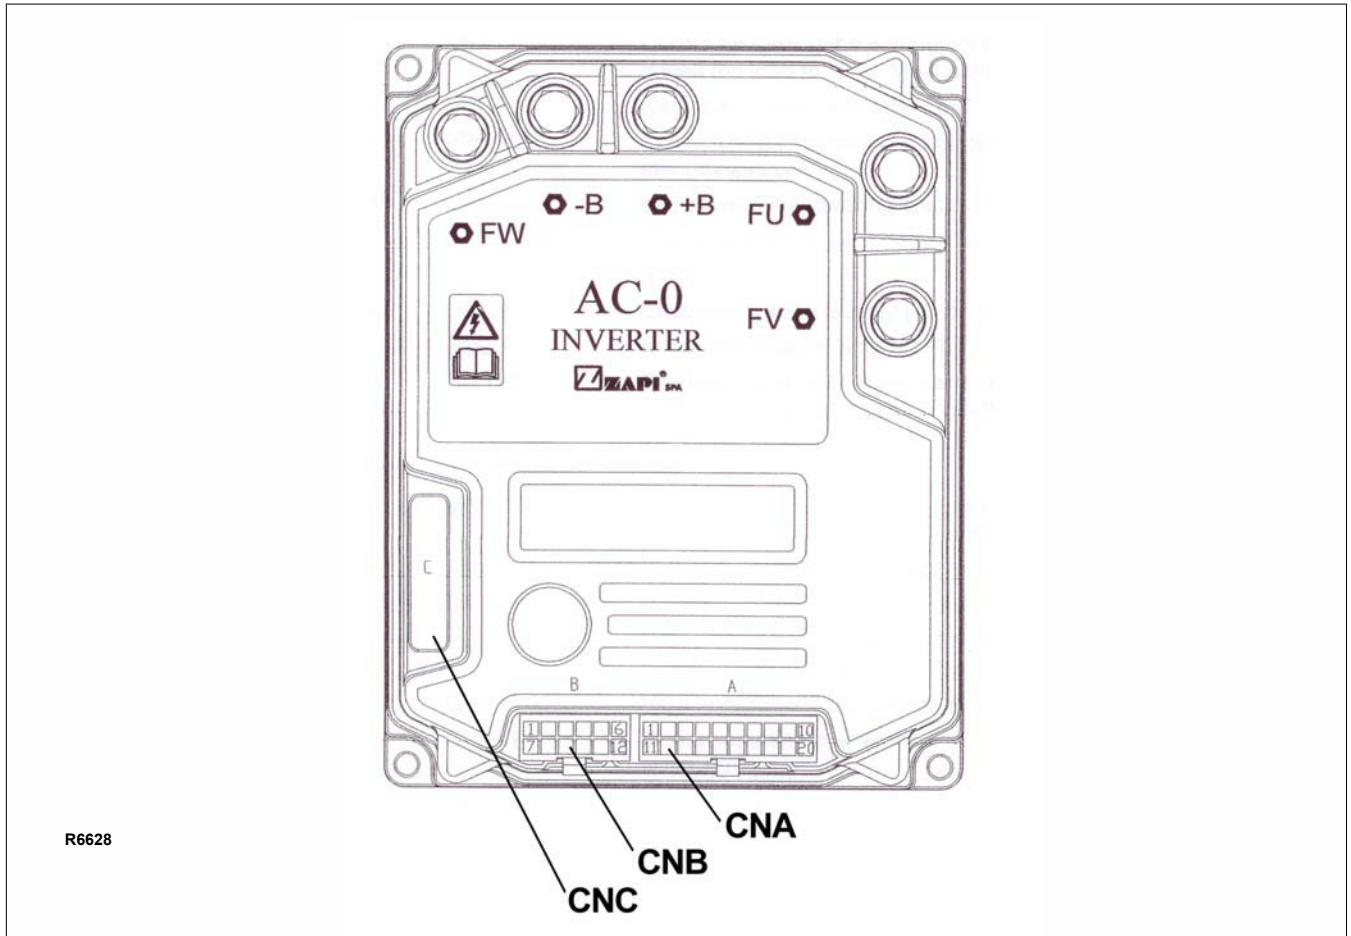 -B
+B
FU
FW
AC-0
INVERTER
FV
ZAPI® SPA
C
B
A
1 6
7 12
1 10
11 20
CNA
R6628
CNB
CNC